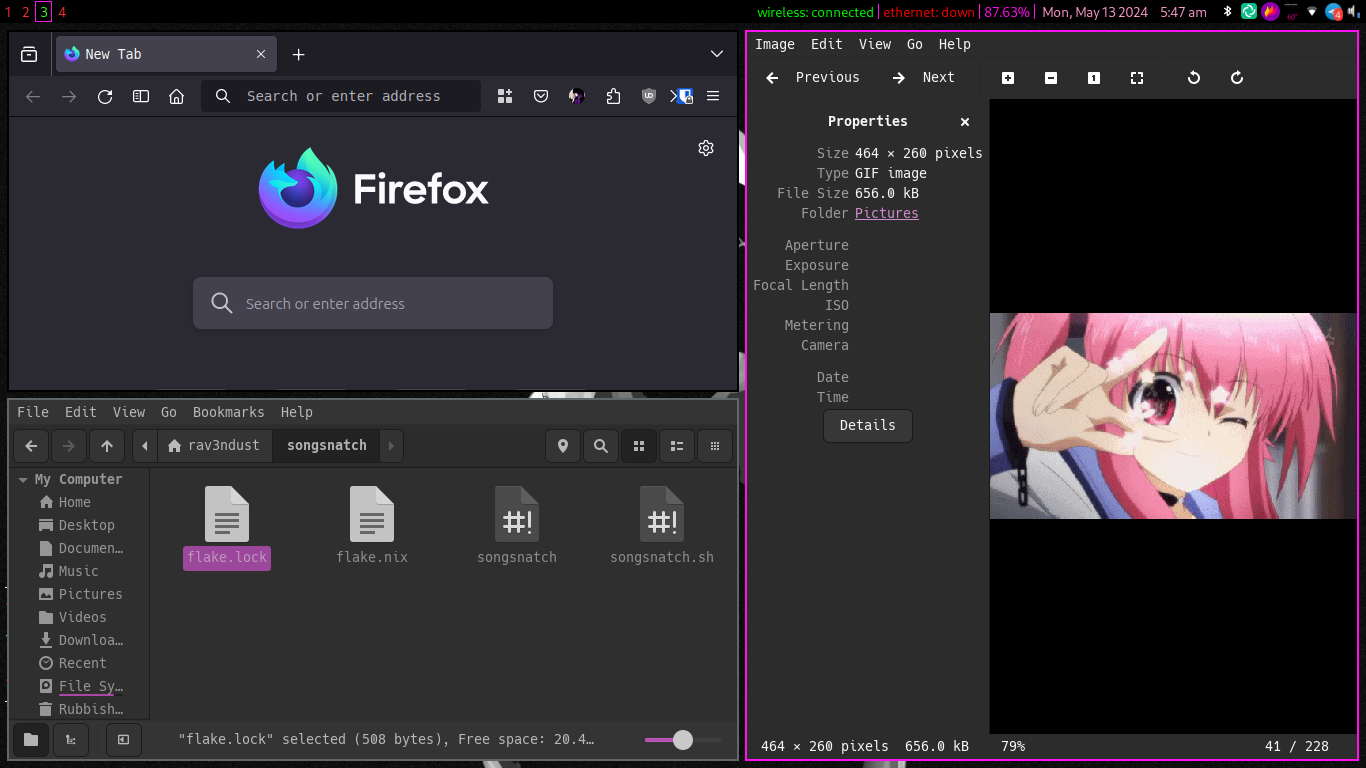 1 2 3 4
wireless: connected | ethernet: down | 87.63% | Mon, May 13 2024 5:47 am
60°
4
New Tab
Search or enter address
UO
Firefox
Search or enter address
File Edit View Go Bookmarks Help
rav3ndust songsnatch
My Computer
Home
Desktop
Documen…
Music
Pictures
Videos
Downloa…
Recent
File Sy…
Rubbish…
flake.lock flake.nix songsnatch songsnatch.sh
"flake.lock" selected (508 bytes), Free space: 20.4…
Image Edit View Go Help
Previous Next
Properties
Size 464 × 260 pixels
Type GIF image
File Size 656.0 kB
Folder Pictures
Aperture
Exposure
Focal Length
ISO
Metering
Camera
Date
Time
Details
464 × 260 pixels 656.0 kB 79% 41 / 228